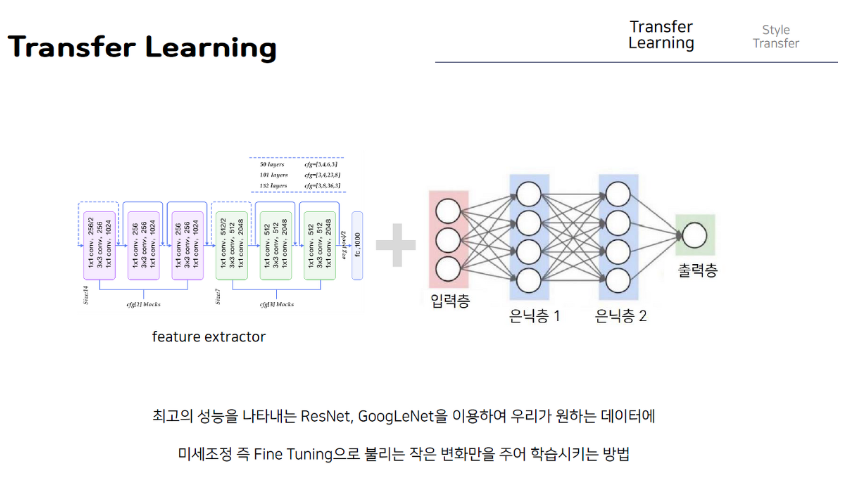 Transfer Learning
Transfer
Learning
Style
Transfer
50 layers cfg=[3,4,6,3]
101 layers cfg=[3,4,23,8]
152 layers cfg=[3,8,36,3]
1x1 conv, 256/2
3x3 conv, 256
1x1 conv, 1024
1x1 conv, 256
3x3 conv, 256
1x1 conv, 1024
1x1 conv, 256
3x3 conv, 256
1x1 conv, 1024
1x1 conv, 512/2
3x3 conv, 512
1x1 conv, 2048
1x1 conv, 512
3x3 conv, 512
1x1 conv, 2048
1x1 conv, 512
3x3 conv, 512
1x1 conv, 2048
avg pool/2
fc, 1000
Size:14
cfg[2] blocks
Size:7
cfg[3] blocks
feature extractor
입력층
은닉층 1
은닉층 2
출력층
최고의 성능을 나타내는 ResNet, GoogLeNet을 이용하여 우리가 원하는 데이터에
미세조정 즉 Fine Tuning으로 불리는 작은 변화만을 주어 학습시키는 방법